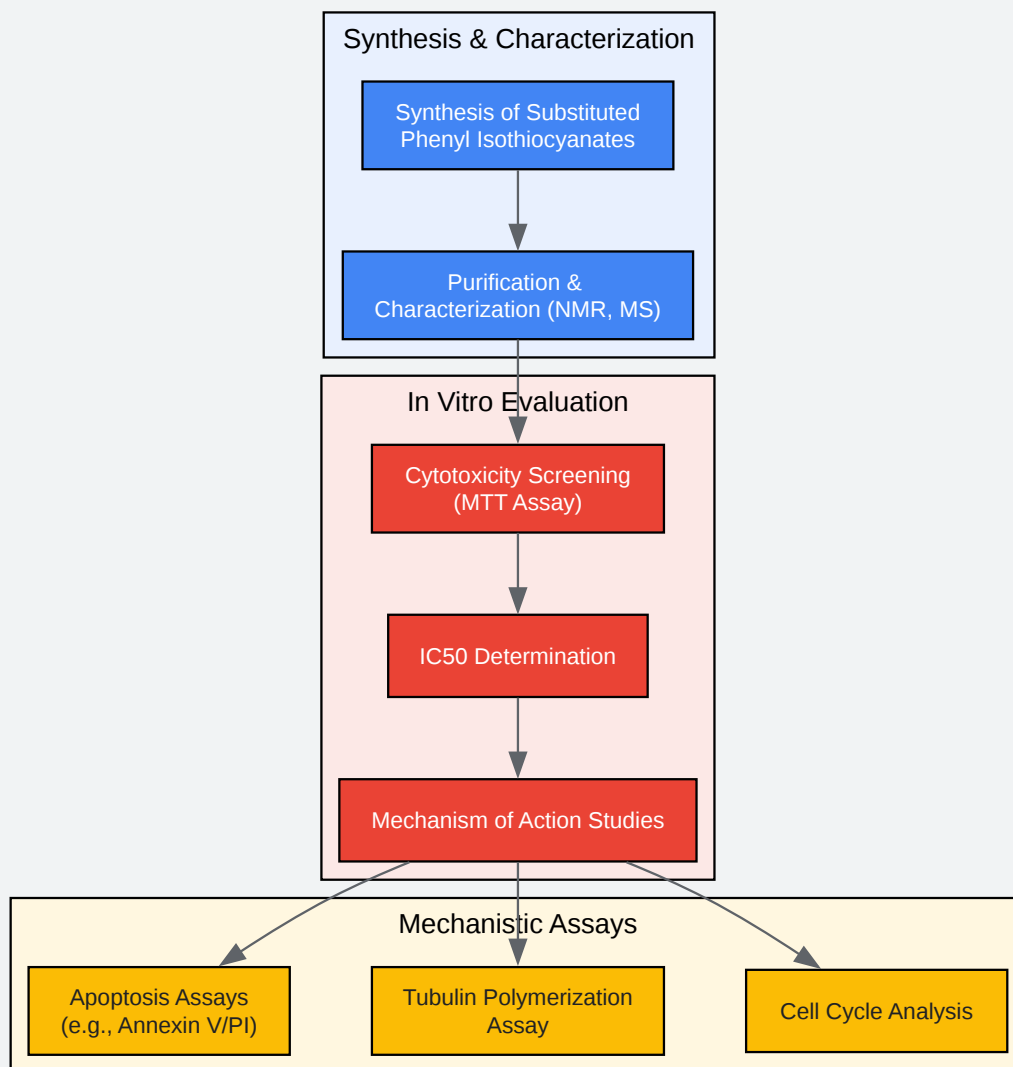 Synthesis & Characterization
Synthesis of Substituted
Phenyl Isothiocyanates
Purification &
Characterization (NMR, MS)
In Vitro Evaluation
Cytotoxicity Screening
(MTT Assay)
IC50 Determination
Mechanism of Action Studies
Mechanistic Assays
Apoptosis Assays
(e.g., Annexin V/PI)
Tubulin Polymerization
Assay
Cell Cycle Analysis